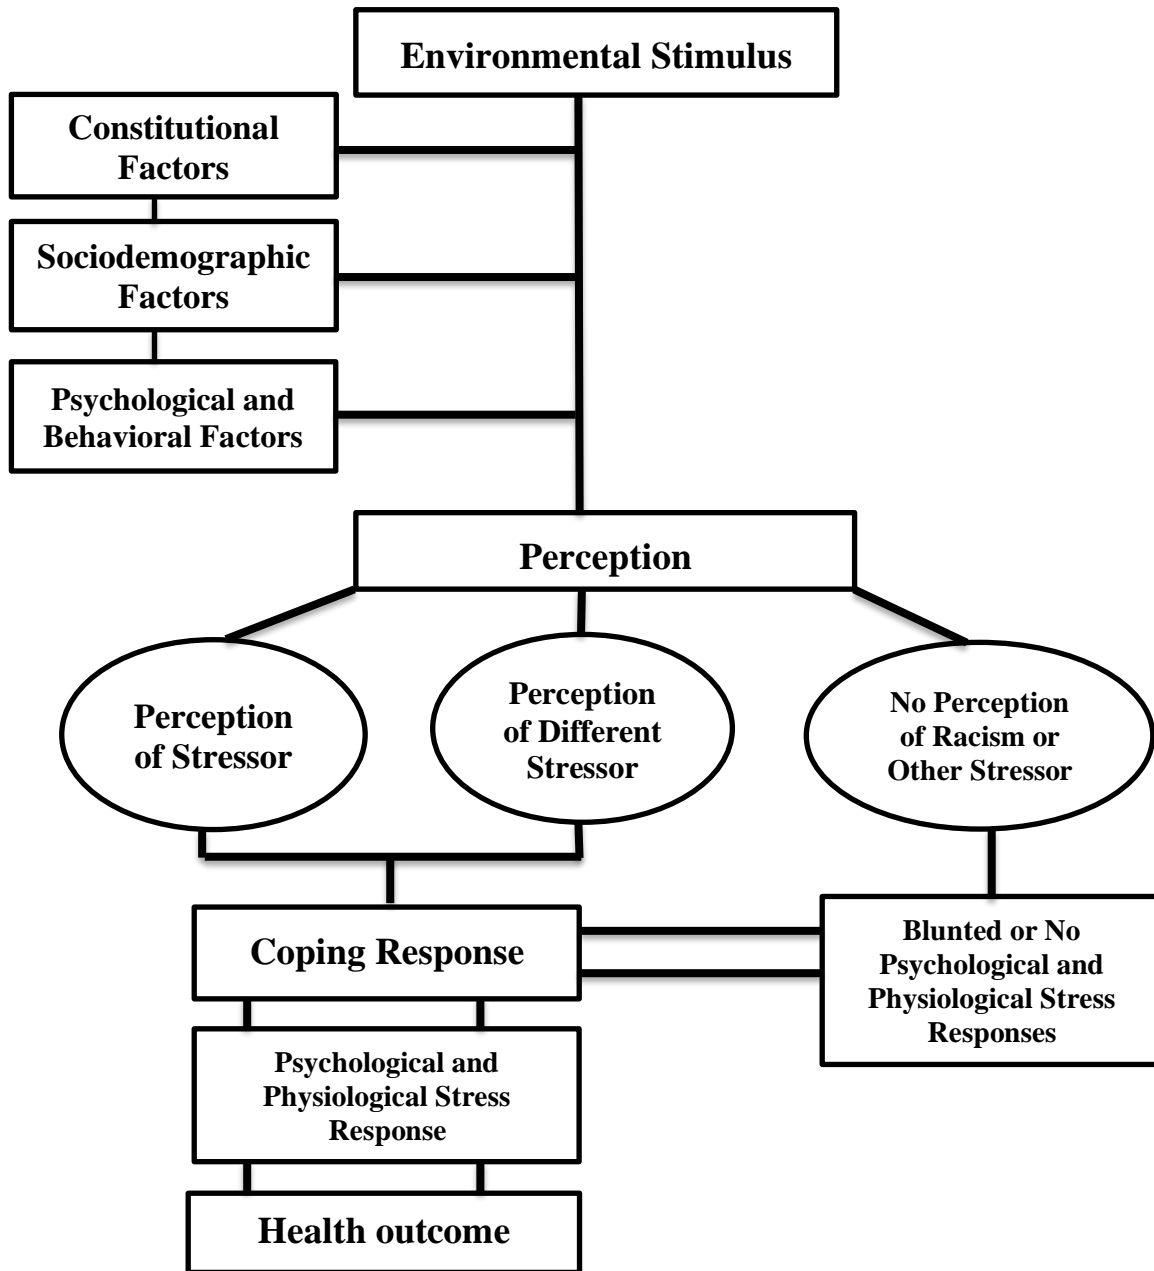 Environmental Stimulus
Constitutional
Factors
Sociodemographic
Factors
Psychological and
Behavioral Factors
Perception
Perception
of Stressor
Perception
of Different
Stressor
No Perception
of Racism or
Other Stressor
Coping Response
Blunted or No
Psychological and
Physiological Stress
Responses
Psychological and
Physiological Stress
Response
Health outcome